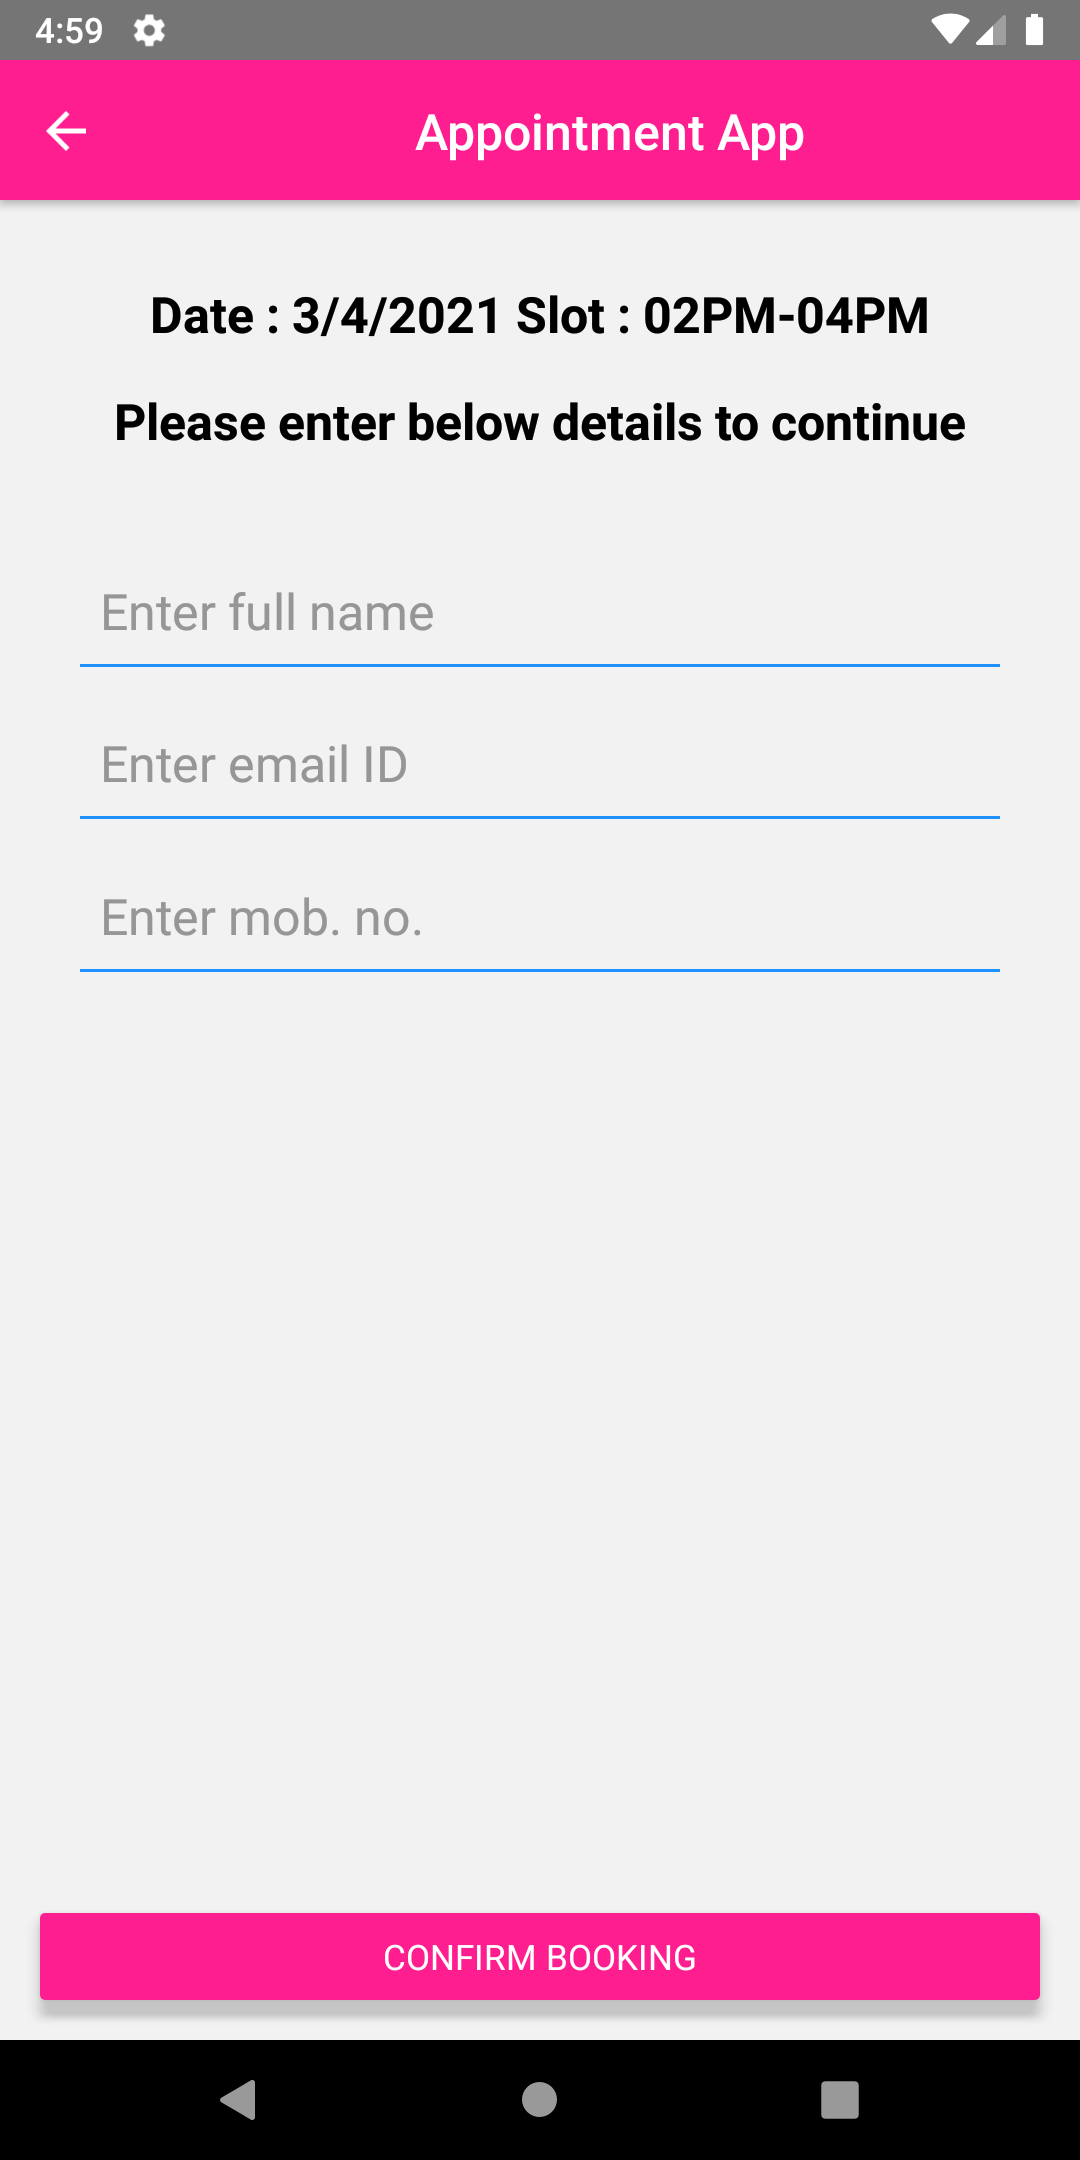 4:59
Appointment App
Date : 3/4/2021 Slot : 02PM-04PM
Please enter below details to continue
Enter full name
Enter email ID
Enter mob. no.
CONFIRM BOOKING